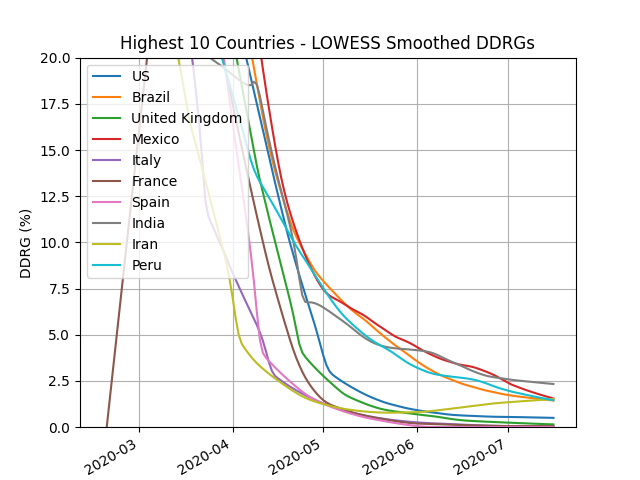 Highest 10 Countries - LOWESS Smoothed DDRGs
20.0
17.5
15.0
12.5
10.0
7.5
5.0
2.5
0.0
DDRG (%)
US
Brazil
United Kingdom
Mexico
Italy
France
Spain
India
Iran
Peru
2020-03
2020-04
2020-05
2020-06
2020-07